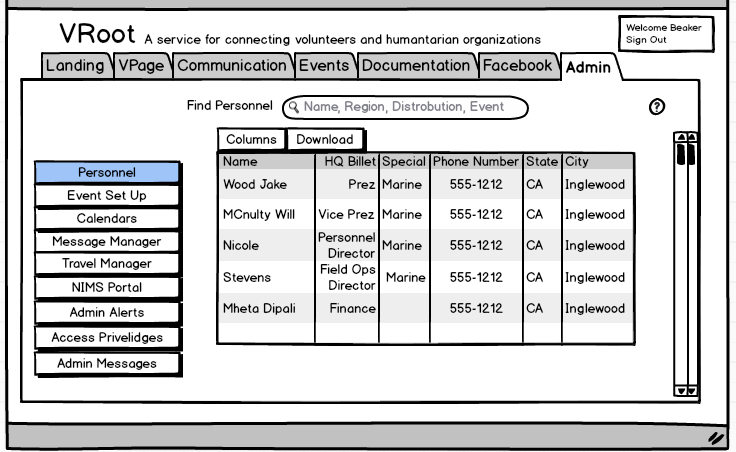 VRoot A service for connecting volunteers and humantarian organizations
Welcome Beaker
Sign Out
Landing VPage Communication Events Documentation Facebook Admin
Find Personnel Name, Region, Distrobution, Event ?
Columns Download
Personnel
Event Set Up
Calendars
Message Manager
Travel Manager
NIMS Portal
Admin Alerts
Access Privelidges
Admin Messages
Name HQ Billet Special Phone Number State City
Wood Jake Prez Marine 555-1212 CA Inglewood
MCnulty Will Vice Prez Marine 555-1212 CA Inglewood
Nicole Personnel Director Marine 555-1212 CA Inglewood
Stevens Field Ops Director Marine 555-1212 CA Inglewood
Mheta Dipali Finance 555-1212 CA Inglewood